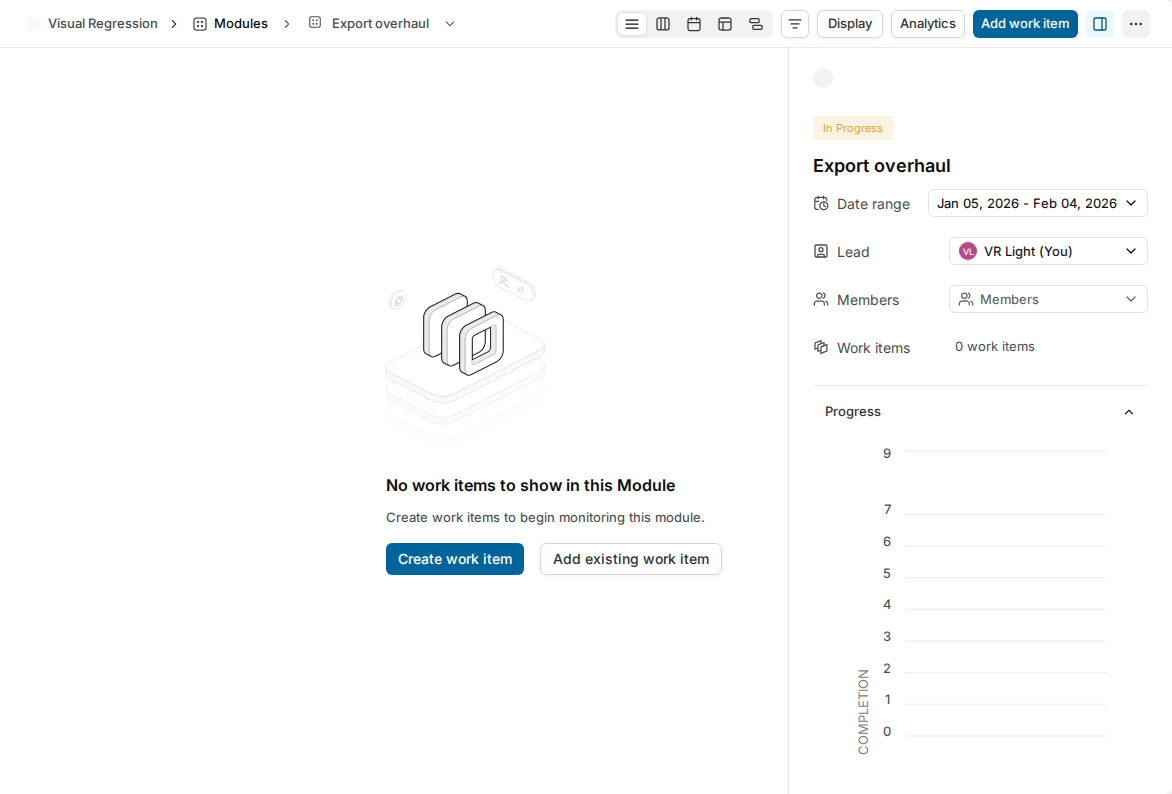 Visual Regression
Modules
Export overhaul
Display
Analytics
Add work item
In Progress
Export overhaul
Date range
Jan 05, 2026 - Feb 04, 2026
Lead
VL VR Light (You)
Members
Members
Work items
0 work items
Progress
9
7
6
5
4
3
2
1
0
COMPLETION
No work items to show in this Module
Create work items to begin monitoring this module.
Create work item
Add existing work item